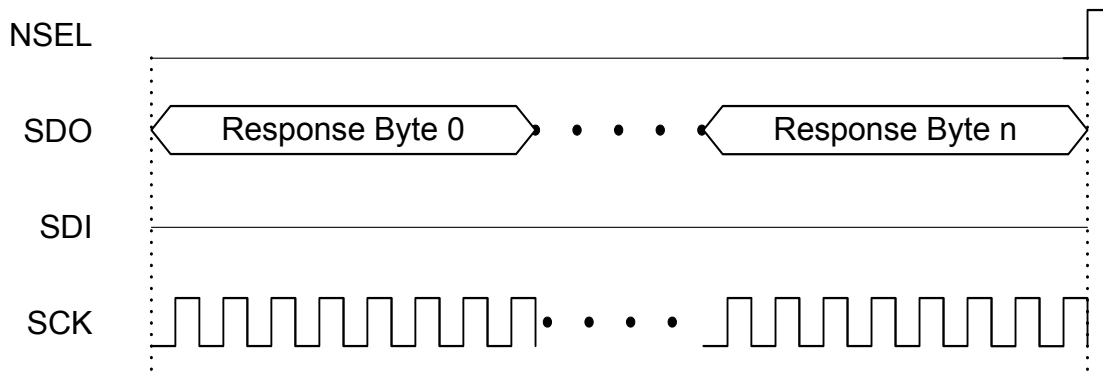 NSEL
SDO Response Byte 0 Response Byte n
SDI
SCK